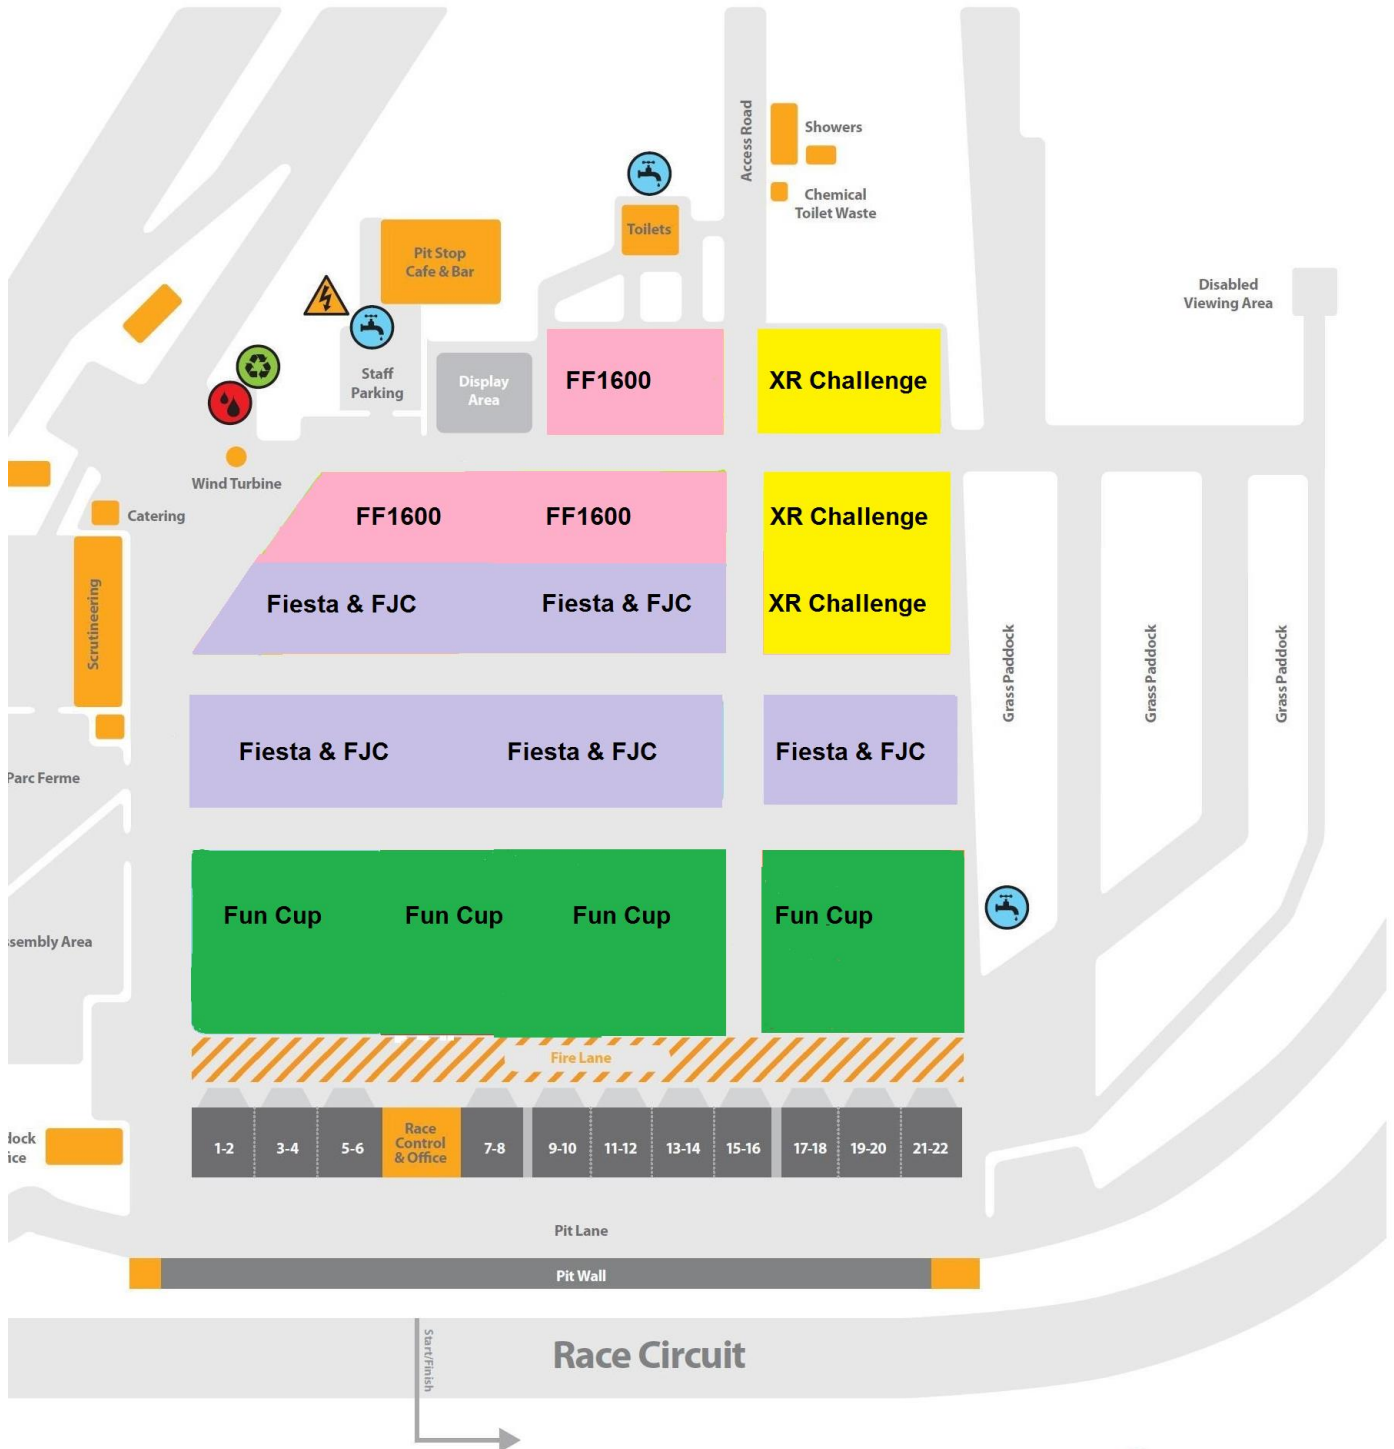 Access Road
Showers
Chemical
Toilet Waste
Toilets
Pit Stop
Cafe & Bar
Disabled
Viewing Area
Staff
Parking
Display
Area
FF1600
XR Challenge
Wind Turbine
Catering
FF1600
FF1600
XR Challenge
Scrutineering
Fiesta & FJC
Fiesta & FJC
XR Challenge
Grass Paddock
Grass Paddock
Grass Paddock
Fiesta & FJC
Fiesta & FJC
Fiesta & FJC
Parc Ferme
Fun Cup
Fun Cup
Fun Cup
Fun Cup
ssembly Area
Fire Lane
dock
ice
1-2
3-4
5-6
Race
Control
& Office
7-8
9-10
11-12
13-14
15-16
17-18
19-20
21-22
Pit Lane
Pit Wall
Start/Finish
Race Circuit